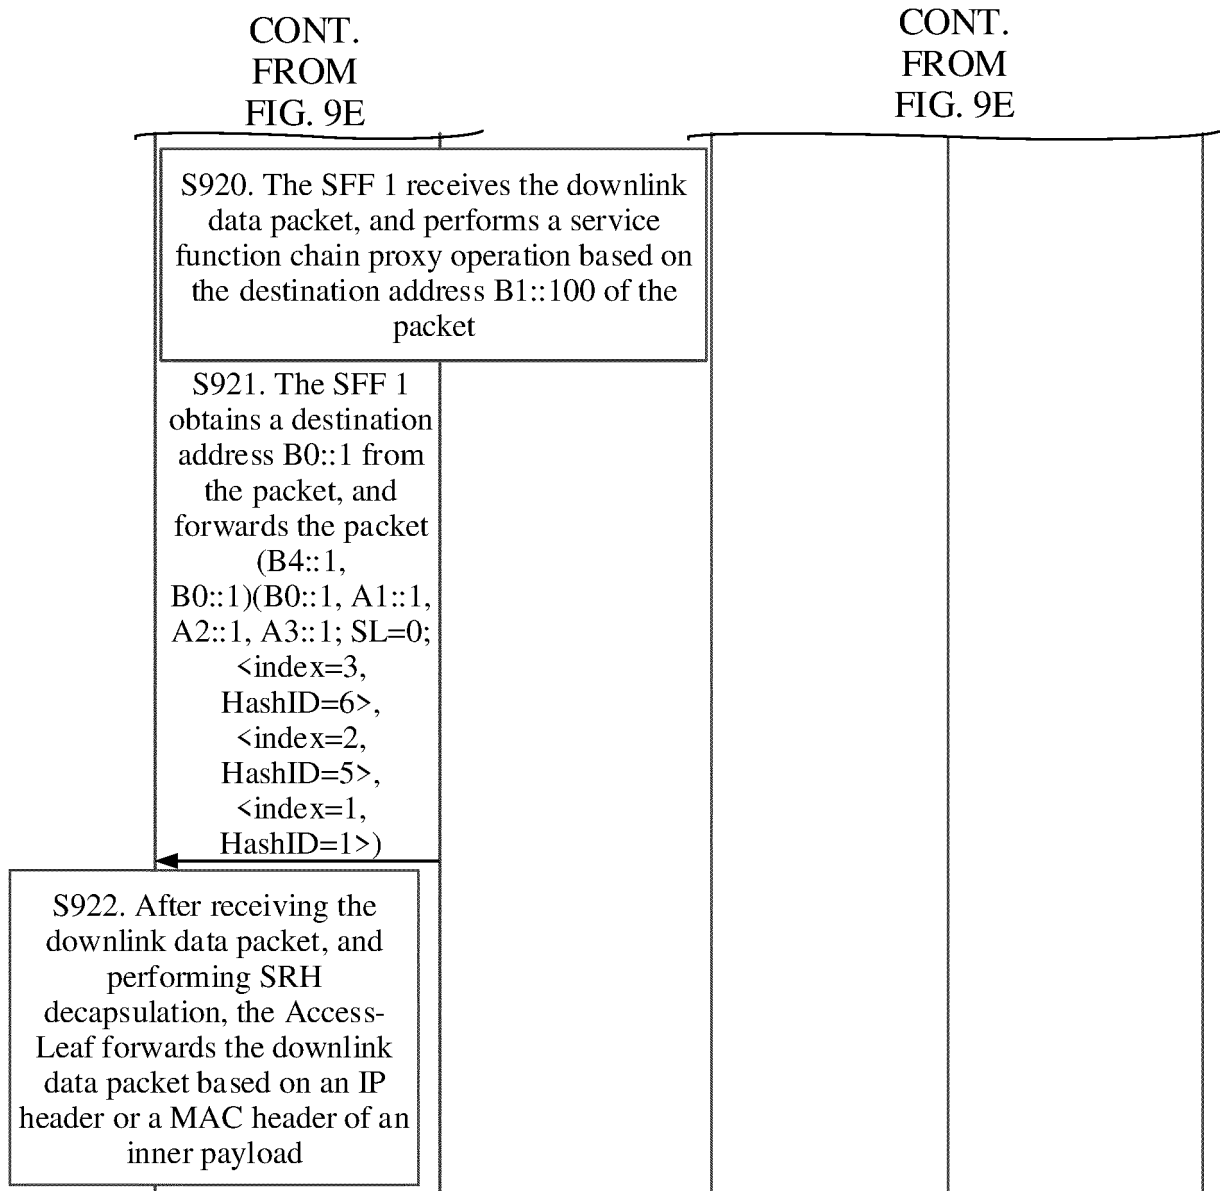 CONT.
FROM
FIG. 9E
CONT.
FROM
FIG. 9E
S920. The SFF 1 receives the downlink
data packet, and performs a service
function chain proxy operation based on
the destination address B1::100 of the
packet
S921. The SFF 1
obtains a destination
address B0::1 from
the packet, and
forwards the packet
(B4::1,
B0::1)(B0::1, A1::1,
A2::1, A3::1; SL=0;
<index=3,
HashID=6>,
<index=2,
HashID=5>,
<index=1,
HashID=1>)
S922. After receiving the
downlink data packet, and
performing SRH
decapsulation, the Access-
Leaf forwards the downlink
data packet based on an IP
header or a MAC header of an
inner payload